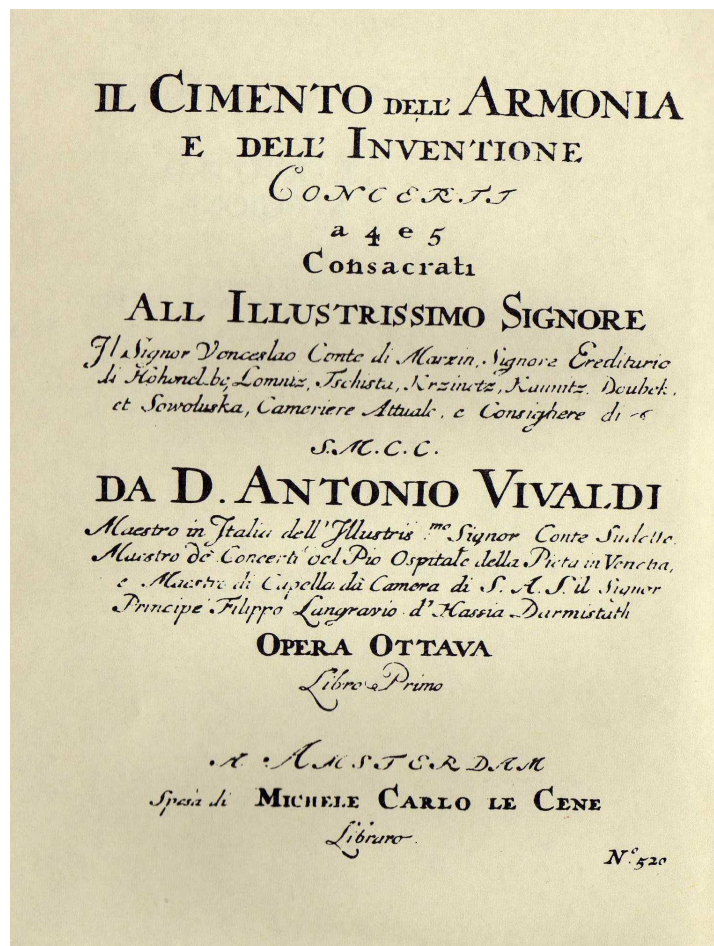 IL CIMENTO DELL' ARMONIA
E DELL' INVENTIONE
CONCERTI
a 4 e 5
Consacrati
ALL ILLUSTRISSIMO SIGNORE
Il Signor Venceslao Conte di Marzin, Signore Ereditario
di Hohenelbe, Lomniz, Tschista, Krzinetz, Kaunitz, Doubek,
et Sowoluska, Cameriere Attuale, e Consigliere di
S.M.C.C.
DA D. ANTONIO VIVALDI
Maestro in Italia dell' Illustris.mo Signor Conte Sudetto,
Maestro de' Concerti del Pio Ospitale della Pieta in Venetia,
e Maestro di Capella dà Camera di S. A. S. il Signor
Principe Filippo Langravio d'Hassia Darmistath
OPERA OTTAVA
Libro Primo
A AMSTERDAM
Spesa di MICHELE CARLO LE CENE
Libraro.
No. 520